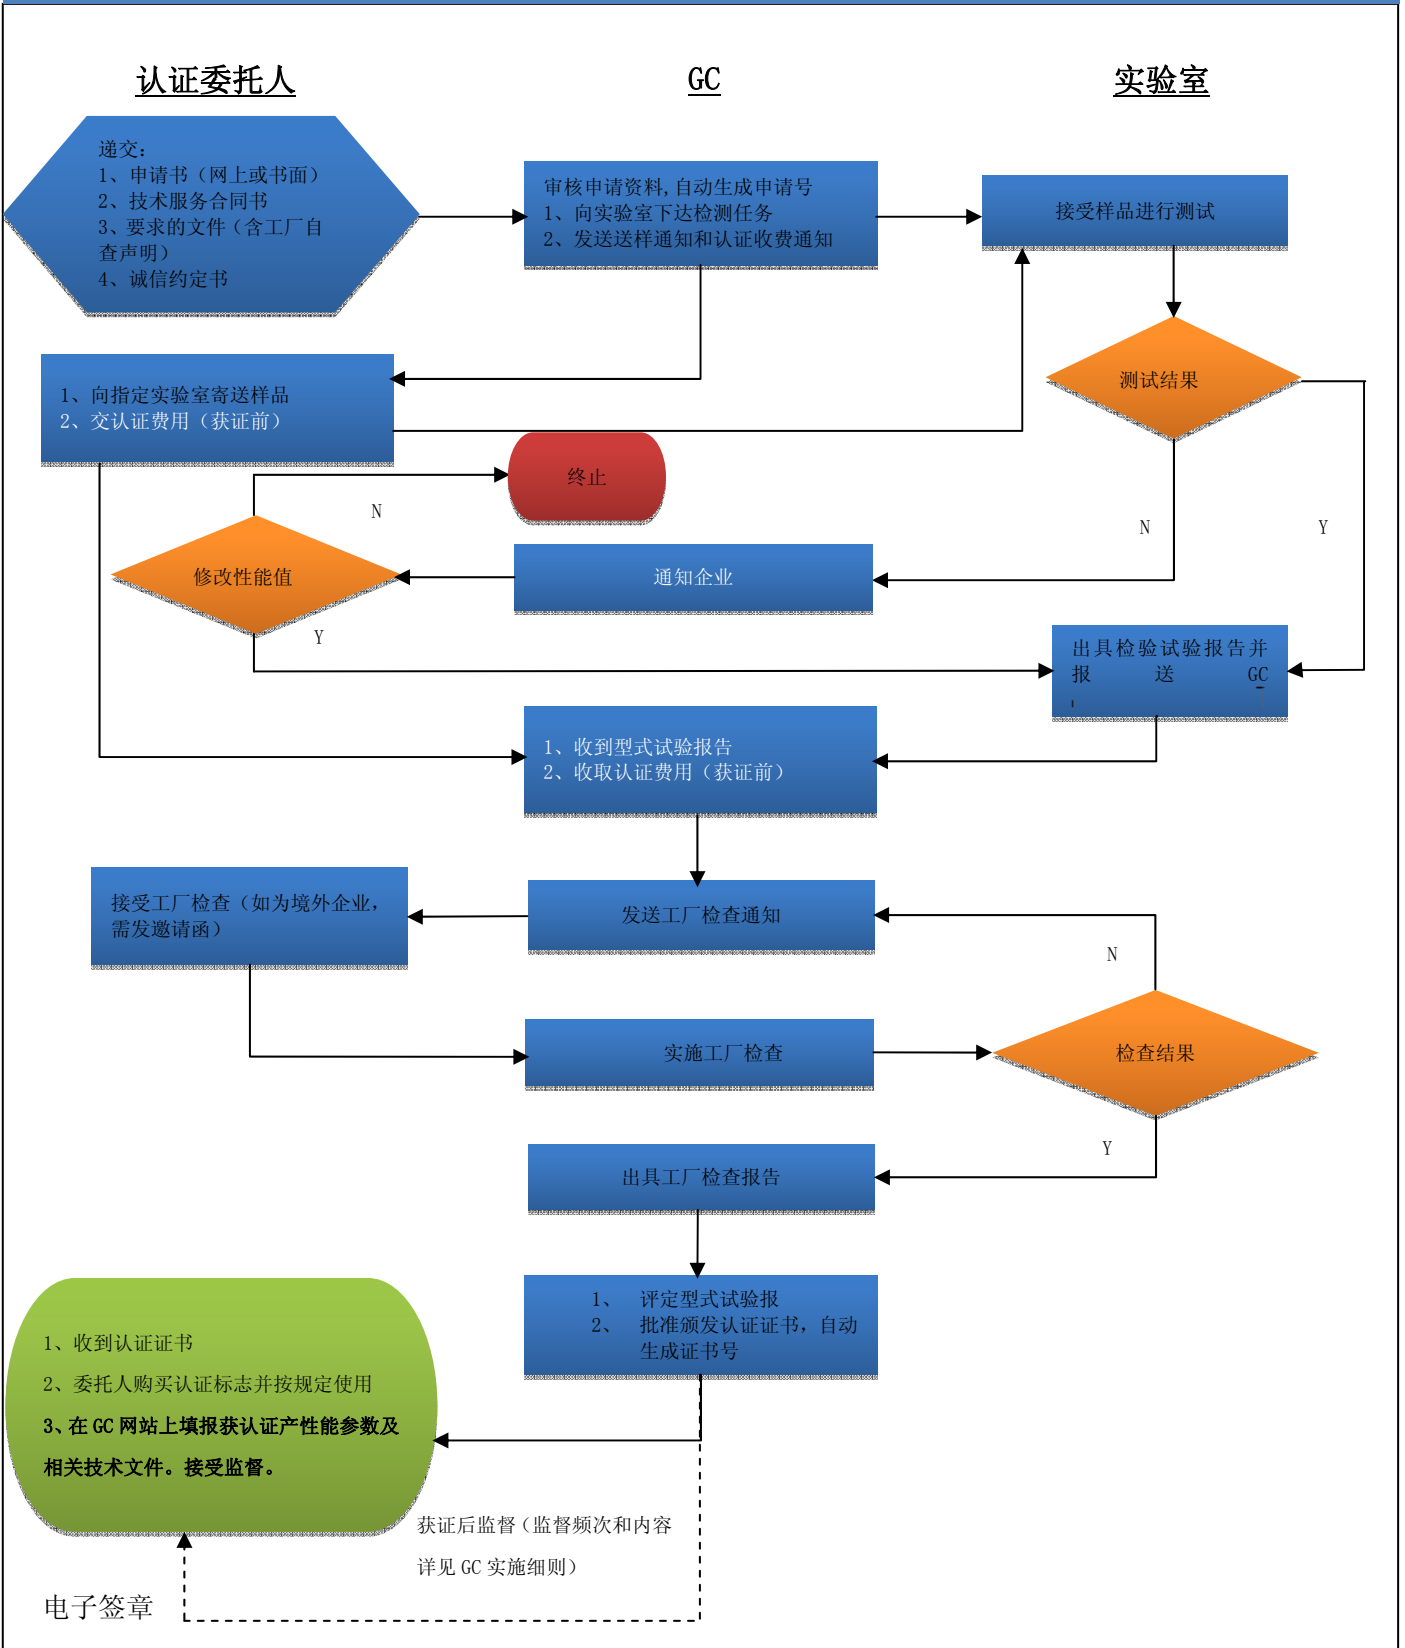 认证委托人
GC
实验室
递交：
1、申请书（网上或书面）
2、技术服务合同书
3、要求的文件（含工厂自
查声明）
4、诚信约定书
审核申请资料,自动生成申请号
1、向实验室下达检测任务
2、发送送样通知和认证收费通知
接受样品进行测试
1、向指定实验室寄送样品
2、交认证费用（获证前）
测试结果
终止
N
N
Y
修改性能值
通知企业
Y
出具检验试验报告并
报送GC
1、收到型式试验报告
2、收取认证费用（获证前）
接受工厂检查（如为境外企业，
需发邀请函）
发送工厂检查通知
N
实施工厂检查
检查结果
Y
出具工厂检查报告
1、 评定型式试验报
2、 批准颁发认证证书，自动
生成证书号
1、收到认证证书
2、委托人购买认证标志并按规定使用
3、在 GC 网站上填报获认证产性能参数及
相关技术文件。接受监督。
获证后监督（监督频次和内容
详见 GC 实施细则）
电子签章